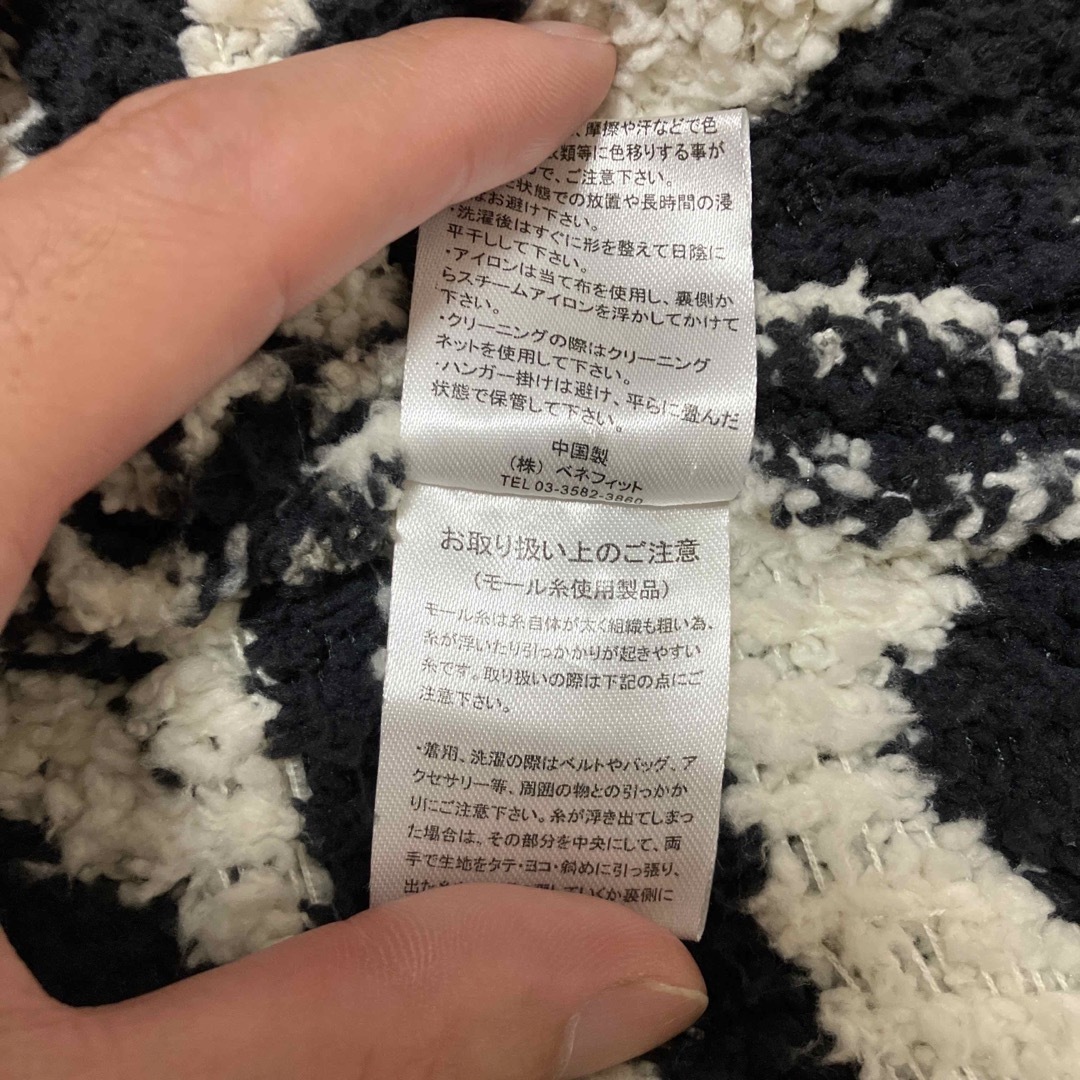 、摩擦や汗などで色
類等に色移りする事が
で、ご注意下さい。
状態での放置や長時間の浸
はお避け下さい。
・洗濯後はすぐに形を整えて日陰に
平干しして下さい。
・アイロンは当て布を使用し、裏側か
らスチームアイロンを浮かしてかけて
下さい。
・クリーニングの際はクリーニング
ネットを使用して下さい。
・ハンガー掛けは避け、平らに畳んだ
状態で保管して下さい。
中国製
（株）ベネフィット
TEL 03-3582-3860
お取り扱い上のご注意
（モール糸使用製品）
モール糸は糸自体が太く組織も粗い為、
糸が浮いたり引っかかりが起きやすい
糸です。取り扱いの際は下記の点にご
注意下さい。
・着用、洗濯の際はベルトやバッグ、ア
クセサリー等、周囲の物との引っかか
りにご注意下さい。糸が浮き出てしまっ
た場合は、その部分を中央にして、両
手で生地をタテ・ヨコ・斜めに引っ張り、
出た糸していくか裏側に